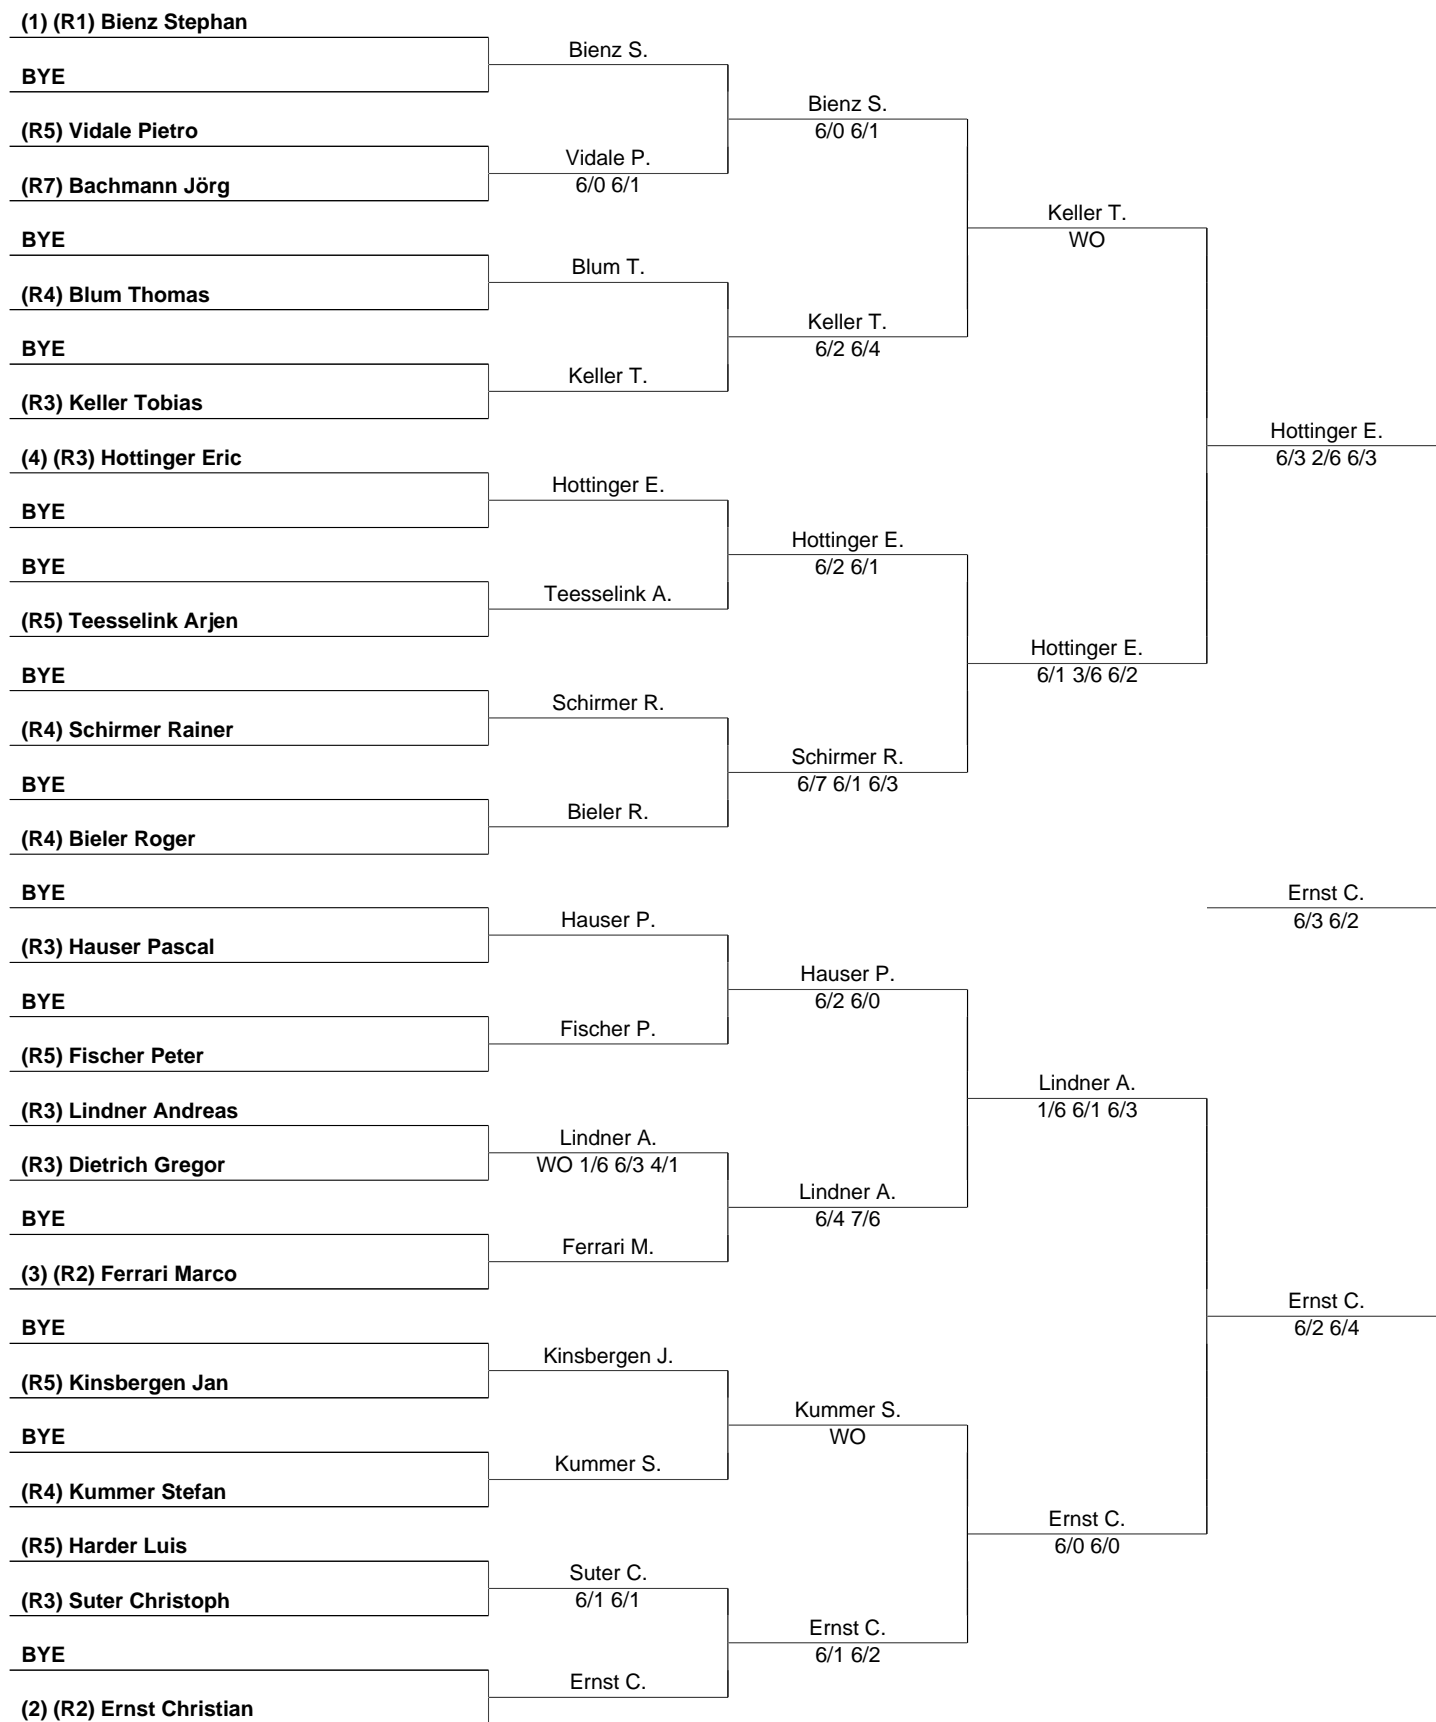 (1) (R1) Bienz Stephan
BYE
(R5) Vidale Pietro
(R7) Bachmann Jörg
BYE
(R4) Blum Thomas
BYE
(R3) Keller Tobias
(4) (R3) Hottinger Eric
BYE
BYE
(R5) Teesselink Arjen
BYE
(R4) Schirmer Rainer
BYE
(R4) Bieler Roger
BYE
(R3) Hauser Pascal
BYE
(R5) Fischer Peter
(R3) Lindner Andreas
(R3) Dietrich Gregor
BYE
(3) (R2) Ferrari Marco
BYE
(R5) Kinsbergen Jan
BYE
(R4) Kummer Stefan
(R5) Harder Luis
(R3) Suter Christoph
BYE
(2) (R2) Ernst Christian
Bienz S.
Vidale P.
6/0 6/1
Blum T.
Keller T.
Hottinger E.
Teesselink A.
Schirmer R.
Bieler R.
Hauser P.
Fischer P.
Lindner A.
WO 1/6 6/3 4/1
Ferrari M.
Kinsbergen J.
Kummer S.
Suter C.
6/1 6/1
Ernst C.
Bienz S.
6/0 6/1
Keller T.
6/2 6/4
Hottinger E.
6/2 6/1
Schirmer R.
6/7 6/1 6/3
Hauser P.
6/2 6/0
Lindner A.
6/4 7/6
Kummer S.
WO
Ernst C.
6/1 6/2
Keller T.
WO
Hottinger E.
6/1 3/6 6/2
Lindner A.
1/6 6/1 6/3
Ernst C.
6/0 6/0
Hottinger E.
6/3 2/6 6/3
Ernst C.
6/3 6/2
Ernst C.
6/2 6/4